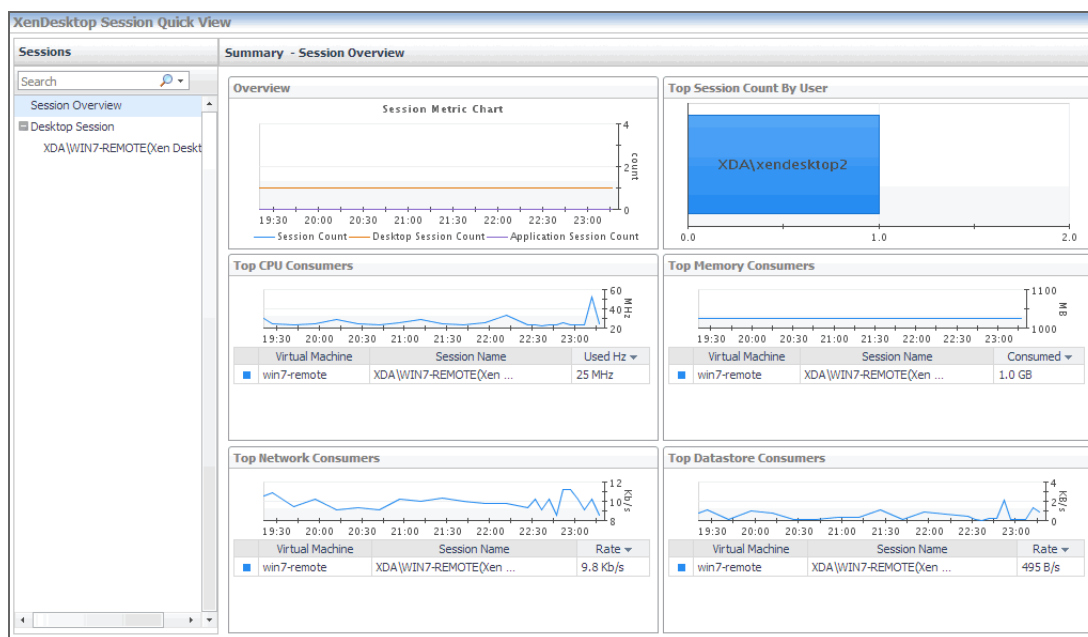 XenDesktop Session Quick View
Sessions
Search
Session Overview
Desktop Session
XDA\WIN7-REMOTE(Xen Deskt
Summary - Session Overview
Overview
Session Metric Chart
4
2
0
count
19:30 20:00 20:30 21:00 21:30 22:00 22:30 23:00
Session Count Desktop Session Count Application Session Count
Top Session Count By User
XDA\xendesktop2
0.0 1.0 2.0
Top CPU Consumers
60
40
20
MHz
19:30 20:00 20:30 21:00 21:30 22:00 22:30 23:00
Virtual Machine Session Name Used Hz
win7-remote XDA\WIN7-REMOTE(Xen ... 25 MHz
Top Memory Consumers
1100
1000
MB
19:30 20:00 20:30 21:00 21:30 22:00 22:30 23:00
Virtual Machine Session Name Consumed
win7-remote XDA\WIN7-REMOTE(Xen ... 1.0 GB
Top Network Consumers
12
10
8
Kb/s
19:30 20:00 20:30 21:00 21:30 22:00 22:30 23:00
Virtual Machine Session Name Rate
win7-remote XDA\WIN7-REMOTE(Xen ... 9.8 Kb/s
Top Datastore Consumers
4
2
0
KB/s
19:30 20:00 20:30 21:00 21:30 22:00 22:30 23:00
Virtual Machine Session Name Rate
win7-remote XDA\WIN7-REMOTE(Xen ... 495 B/s